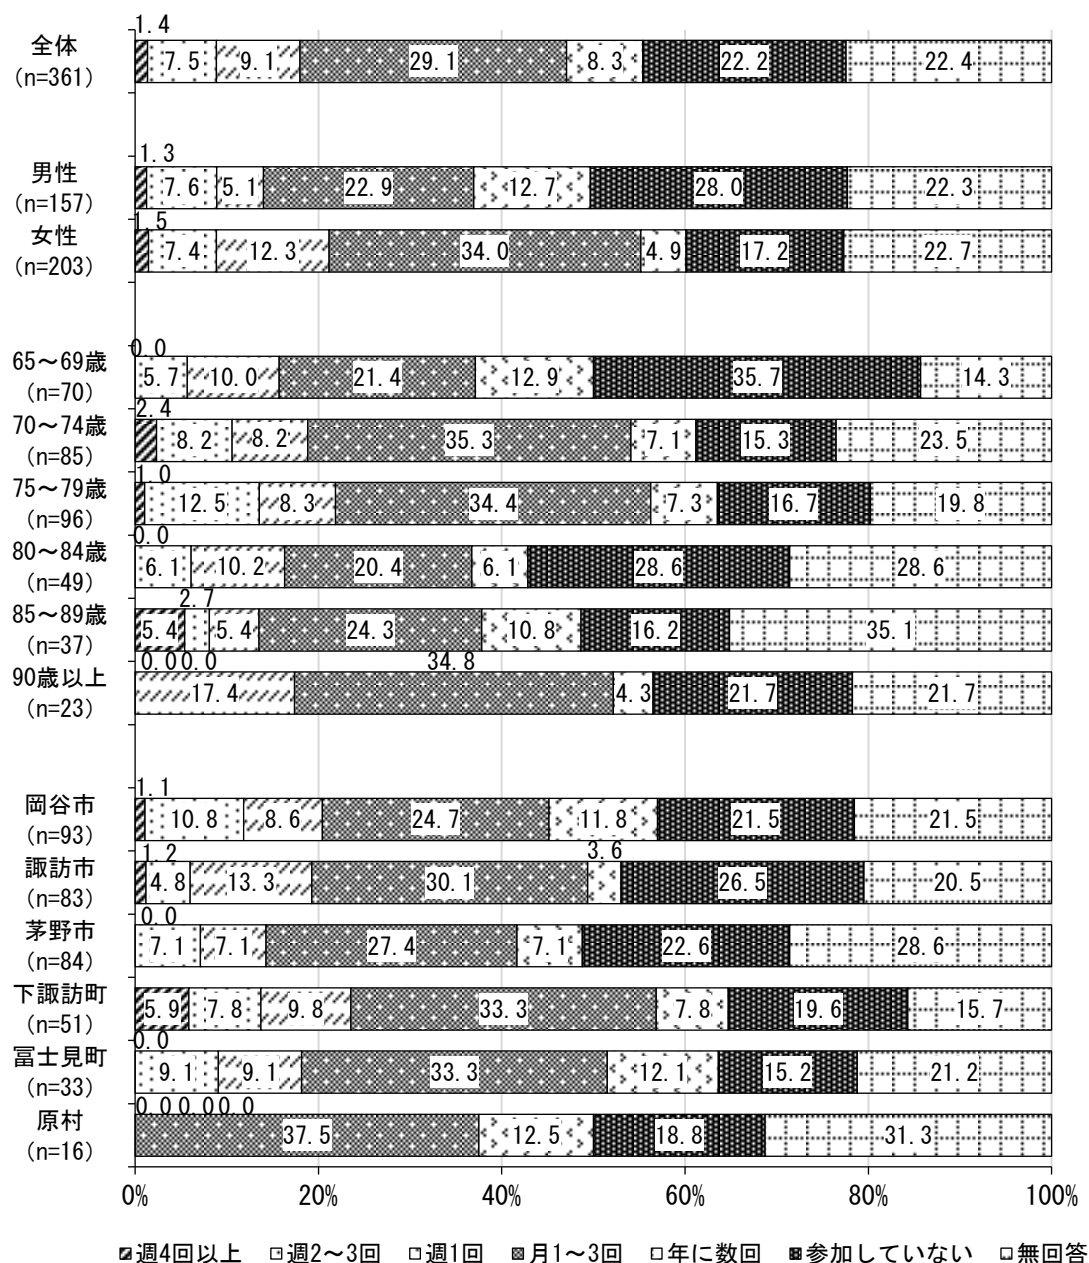 1.4
全体
(n=361)
7.5 9.1 29.1 8.3 22.2 22.4
1.3
男性
(n=157)
7.6 5.1 22.9 12.7 28.0 22.3
1.5
女性
(n=203)
7.4 12.3 34.0 4.9 17.2 22.7
0.0
65～69歳
(n=70)
5.7 10.0 21.4 12.9 35.7 14.3
2.4
70～74歳
(n=85)
8.2 8.2 35.3 7.1 15.3 23.5
1.0
75～79歳
(n=96)
12.5 8.3 34.4 7.3 16.7 19.8
0.0
80～84歳
(n=49)
6.1 10.2 20.4 6.1 28.6 28.6
2.7
85～89歳
(n=37)
5.4 5.4 24.3 10.8 16.2 35.1
0.0 0.0 34.8
90歳以上
(n=23)
17.4 4.3 21.7 21.7
1.1
岡谷市
(n=93)
10.8 8.6 24.7 11.8 21.5 21.5
1.2 3.6
諏訪市
(n=83)
4.8 13.3 30.1 26.5 20.5
0.0
茅野市
(n=84)
7.1 7.1 27.4 7.1 22.6 28.6
下諏訪町
(n=51)
5.9 7.8 9.8 33.3 7.8 19.6 15.7
0.0
冨士見町
(n=33)
9.1 9.1 33.3 12.1 15.2 21.2
0.0 0.0 0.0
原村
(n=16)
37.5 12.5 18.8 31.3
0% 20% 40% 60% 80% 100%
週4回以上 週2～3回 週1回 月1～3回 年に数回 参加していない 無回答